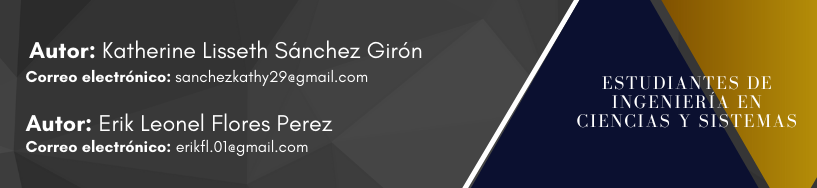 Autor: Katherine Lisseth Sánchez Girón
Correo electrónico: sanchezkathy29@gmail.com
Autor: Erik Leonel Flores Perez
Correo electrónico: erikfl.01@gmail.com
ESTUDIANTES DE
INGENIERÍA EN
CIENCIAS Y SISTEMAS